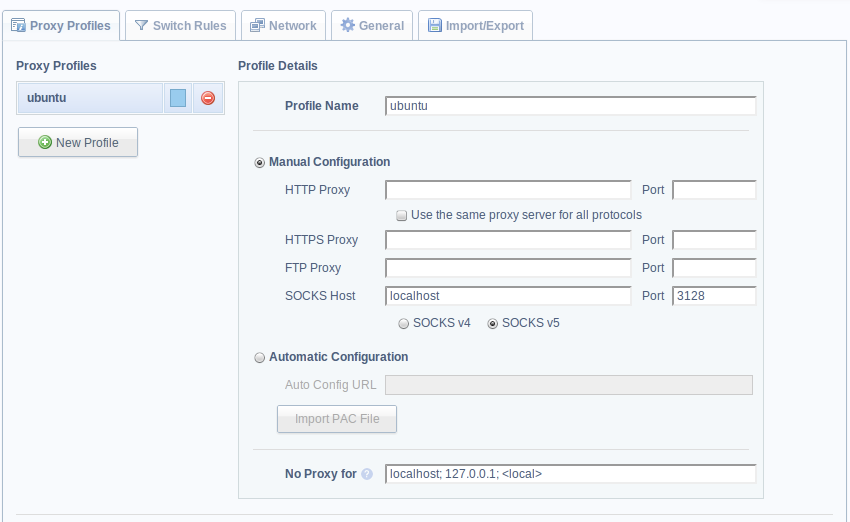 Proxy Profiles Switch Rules Network General Import/Export
Proxy Profiles
ubuntu
New Profile
Profile Details
Profile Name ubuntu
Manual Configuration
HTTP Proxy Port
Use the same proxy server for all protocols
HTTPS Proxy Port
FTP Proxy Port
SOCKS Host localhost Port 3128
SOCKS v4 SOCKS v5
Automatic Configuration
Auto Config URL
Import PAC File
No Proxy for ? localhost; 127.0.0.1; <local>